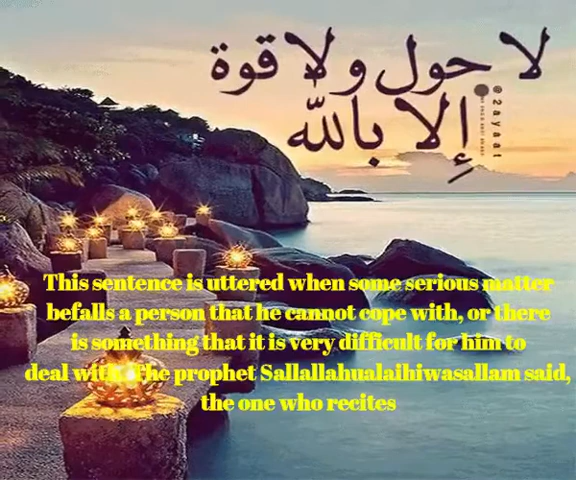 لا حول ولا قوة
إلا بالله
@2ayaat
This sentence is uttered when some serious matter
befalls a person that he cannot cope with, or there
is something that it is very difficult for him to
deal with. The prophet Sallallahualaihiwasallam said,
the one who recites